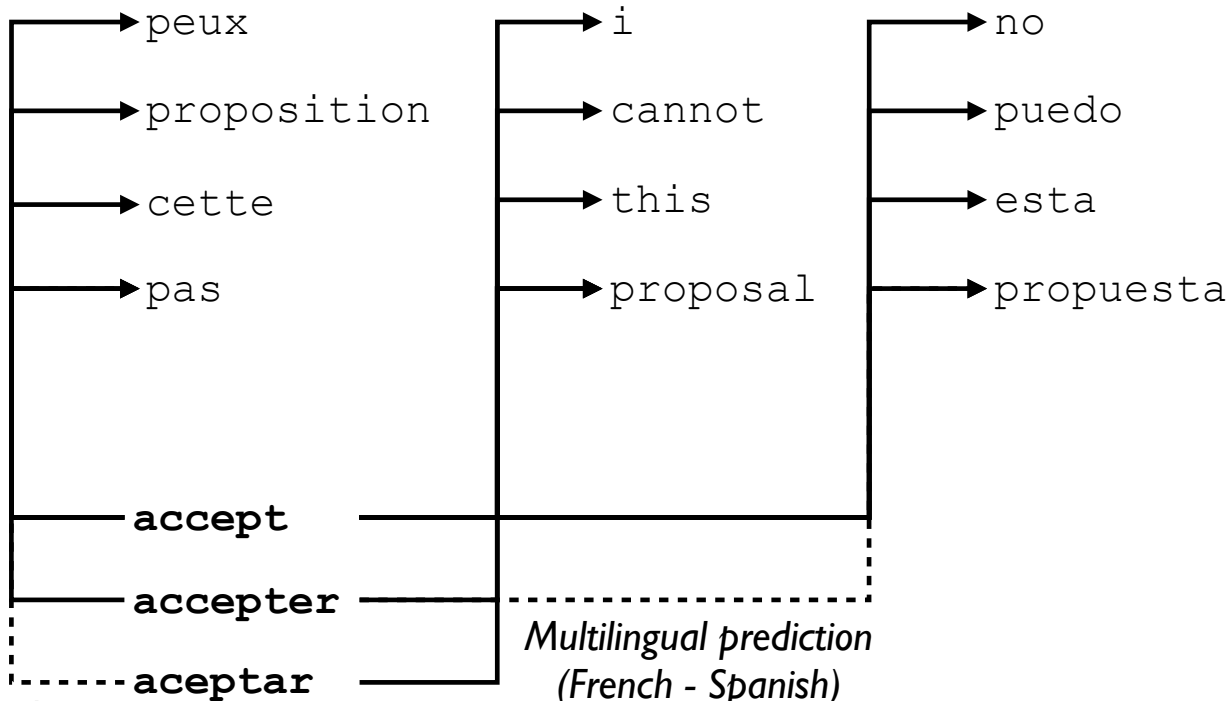 peux i no
proposition cannot puedo
cette this esta
pas proposal propuesta
accept
accepter
Multilingual prediction
aceptar (French - Spanish)